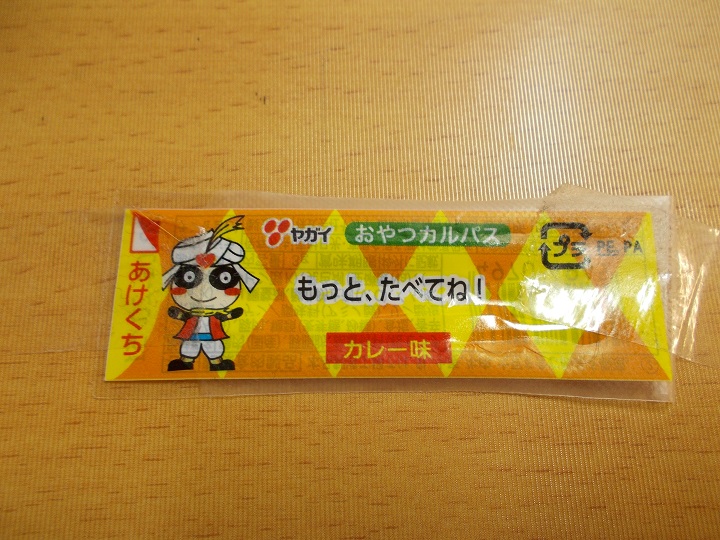 ヤガイ おやつカルパス
プラ PE, PA
あけくち
もっと、たべてね!
カレー味